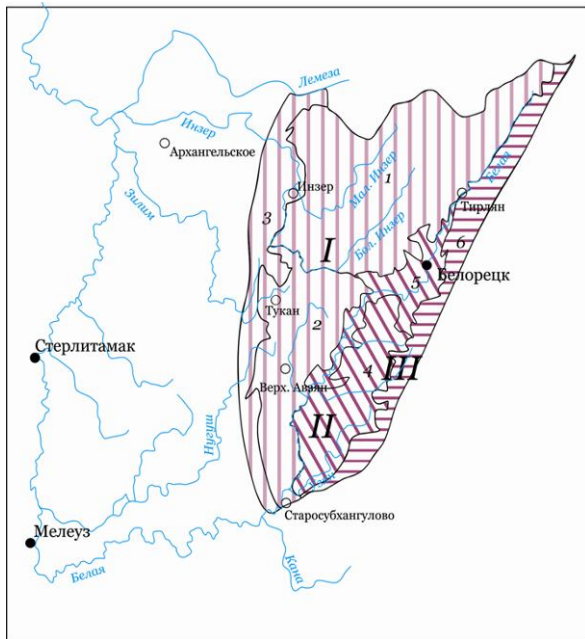 Лемеза
Инзер
Архангельское
Белая
1
Мал. Инзер
Инзер
Тирлян
Зилим
3
Бол. Инзер
6
I
Белорецк
5
Тукан
2
Стерлитамак
4
III
Верх. Авзян
II
Нугуш
Старосубхангулово
Мелеуз
Белая
Кана